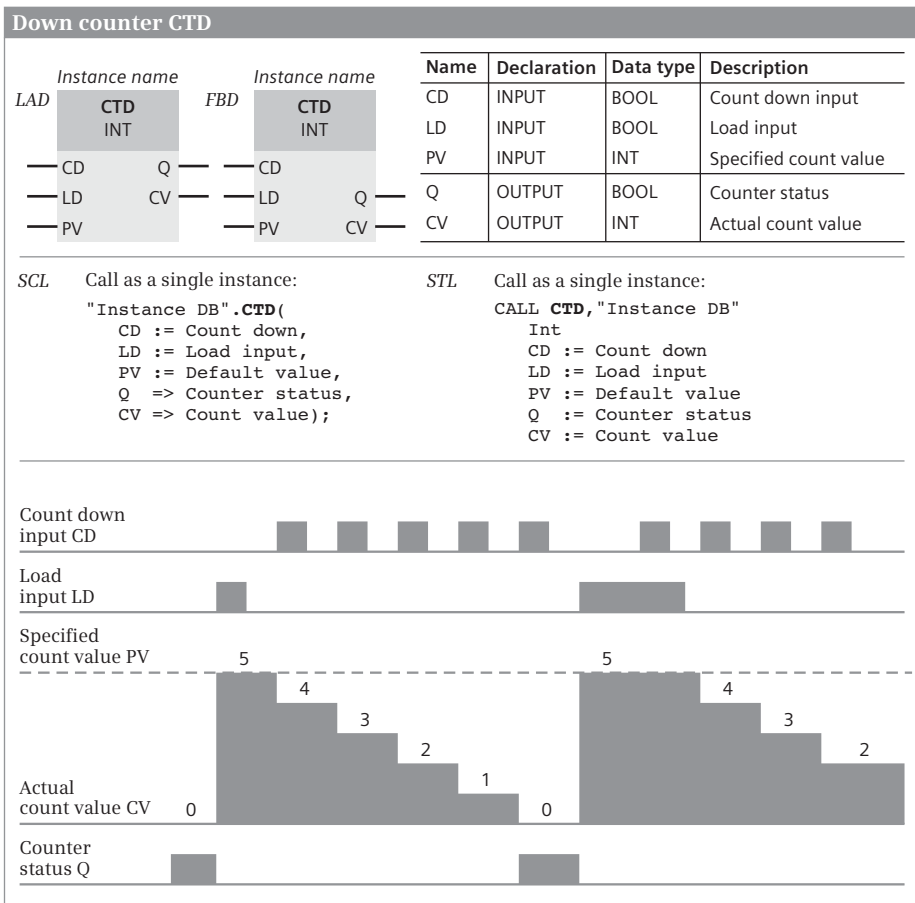 Down counter CTD
Instance name
LAD
CTD
INT
CD Q
LD CV
PV
Instance name
FBD
CTD
INT
CD
LD Q
PV CV
Name Declaration Data type Description
CD INPUT BOOL Count down input
LD INPUT BOOL Load input
PV INPUT INT Specified count value
Q OUTPUT BOOL Counter status
CV OUTPUT INT Actual count value
SCL Call as a single instance:
"Instance DB".CTD(
CD := Count down,
LD := Load input,
PV := Default value,
Q => Counter status,
CV => Count value);
STL Call as a single instance:
CALL CTD,"Instance DB"
Int
CD := Count down
LD := Load input
PV := Default value
Q := Counter status
CV := Count value
Count down
input CD
Load
input LD
Specified
count value PV
5 5
4 4
3 3
2 2
1
Actual
count value CV
0 0
Counter
status Q